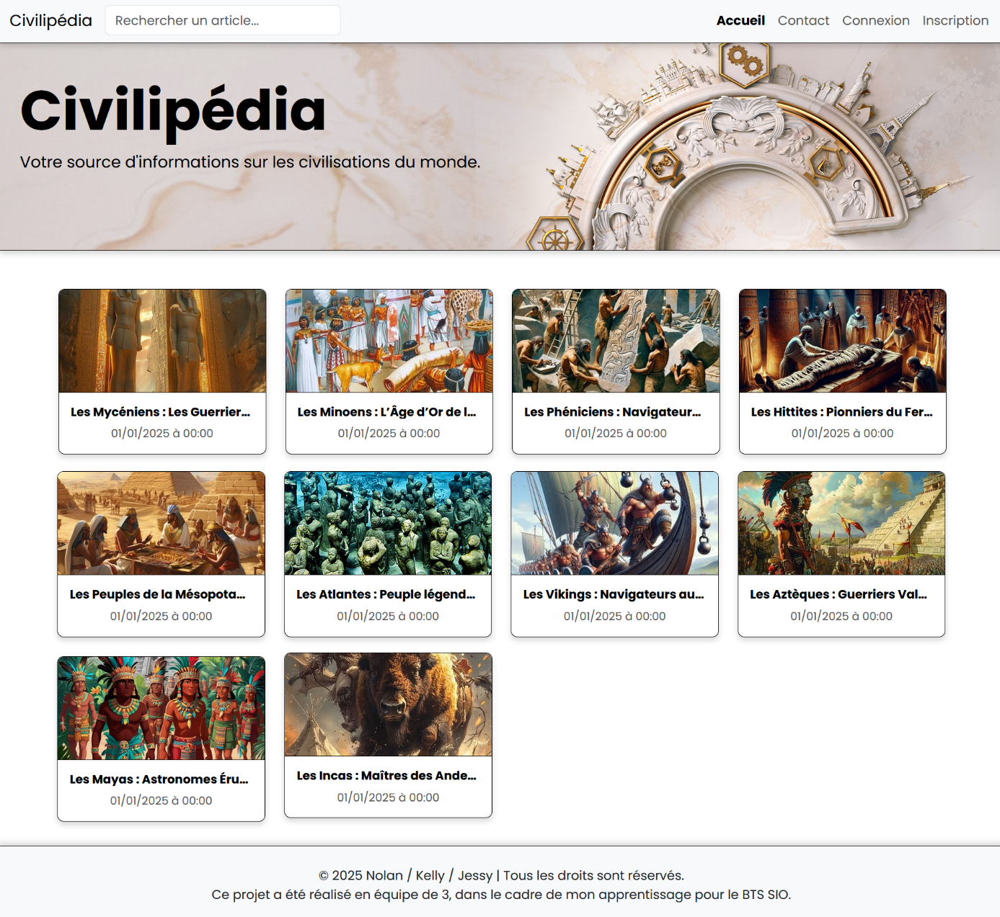 Civilipédia
Rechercher un article...
Accueil Contact Connexion Inscription
Civilipédia
Votre source d'informations sur les civilisations du monde.
Les Mycéniens : Les Guerrier...
01/01/2025 à 00:00
Les Minoens : L’Âge d’Or de l...
01/01/2025 à 00:00
Les Phéniciens : Navigateur...
01/01/2025 à 00:00
Les Hittites : Pionniers du Fer...
01/01/2025 à 00:00
Les Peuples de la Mésopota...
01/01/2025 à 00:00
Les Atlantes : Peuple légend...
01/01/2025 à 00:00
Les Vikings : Navigateurs au...
01/01/2025 à 00:00
Les Aztèques : Guerriers Val...
01/01/2025 à 00:00
Les Mayas : Astronomes Éru...
01/01/2025 à 00:00
Les Incas : Maîtres des Ande...
01/01/2025 à 00:00
© 2025 Nolan / Kelly / Jessy | Tous les droits sont réservés.
Ce projet a été réalisé en équipe de 3, dans le cadre de mon apprentissage pour le BTS SIO.